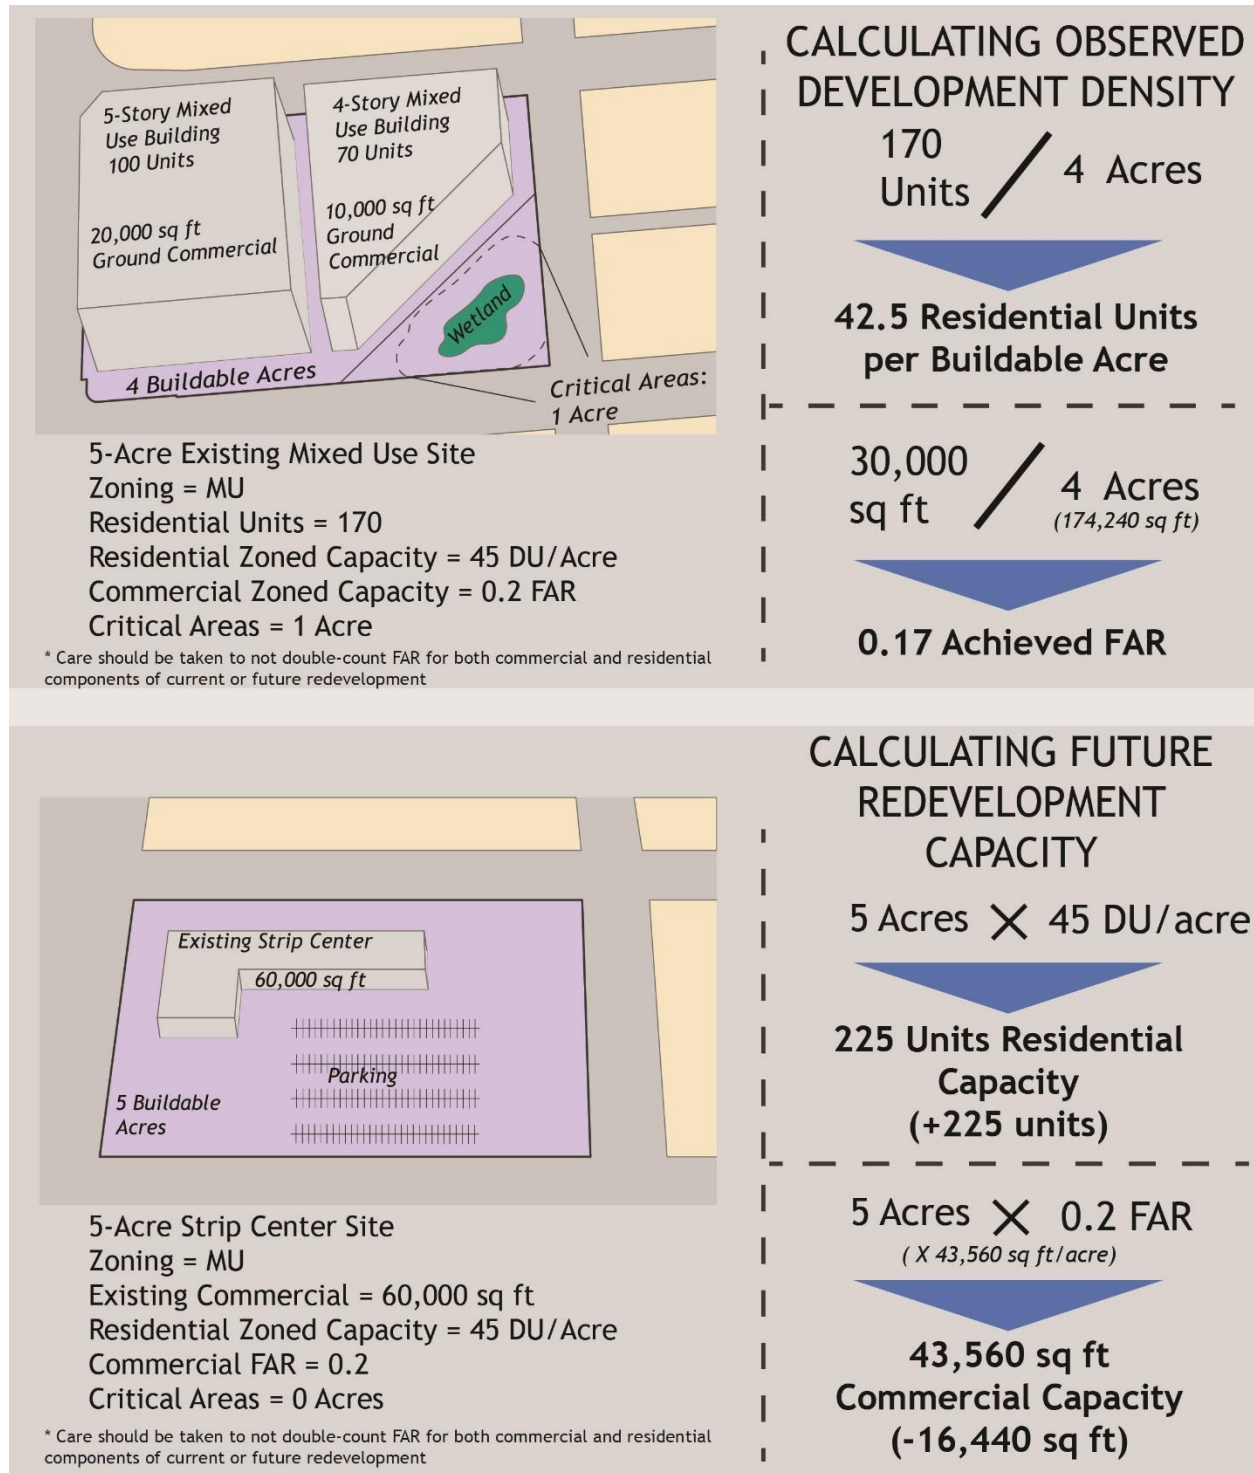 5-Story Mixed
Use Building
100 Units
20,000 sq ft
Ground Commercial
4-Story Mixed
Use Building
70 Units
10,000 sq ft
Ground
Commercial
Wetland
4 Buildable Acres
Critical Areas:
1 Acre
5-Acre Existing Mixed Use Site
Zoning = MU
Residential Units = 170
Residential Zoned Capacity = 45 DU/Acre
Commercial Zoned Capacity = 0.2 FAR
Critical Areas = 1 Acre
* Care should be taken to not double-count FAR for both commercial and residential
components of current or future redevelopment
CALCULATING OBSERVED
DEVELOPMENT DENSITY
170
Units
/
4 Acres
42.5 Residential Units
per Buildable Acre
30,000
sq ft
/
4 Acres
(174,240 sq ft)
0.17 Achieved FAR
Existing Strip Center
60,000 sq ft
Parking
5 Buildable
Acres
5-Acre Strip Center Site
Zoning = MU
Existing Commercial = 60,000 sq ft
Residential Zoned Capacity = 45 DU/Acre
Commercial FAR = 0.2
Critical Areas = 0 Acres
* Care should be taken to not double-count FAR for both commercial and residential
components of current or future redevelopment
CALCULATING FUTURE
REDEVELOPMENT
CAPACITY
5 Acres × 45 DU/acre
225 Units Residential
Capacity
(+225 units)
5 Acres × 0.2 FAR
( X 43,560 sq ft/acre)
43,560 sq ft
Commercial Capacity
(-16,440 sq ft)